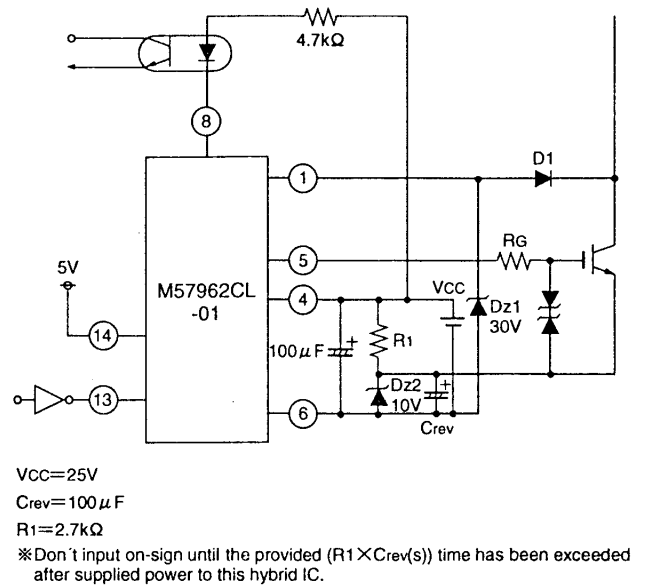 4.7kΩ
8
1
D1
5
RG
5V
M57962CL
-01
4
VCC
Dz1
30V
14
100μF
+
R1
Dz2
10V
+
13
6
Crev
VCC=25V
Crev=100μF
R1=2.7kΩ
※Don´t input on-sign until the provided (R1×Crev(s)) time has been exceeded
after supplied power to this hybrid IC.